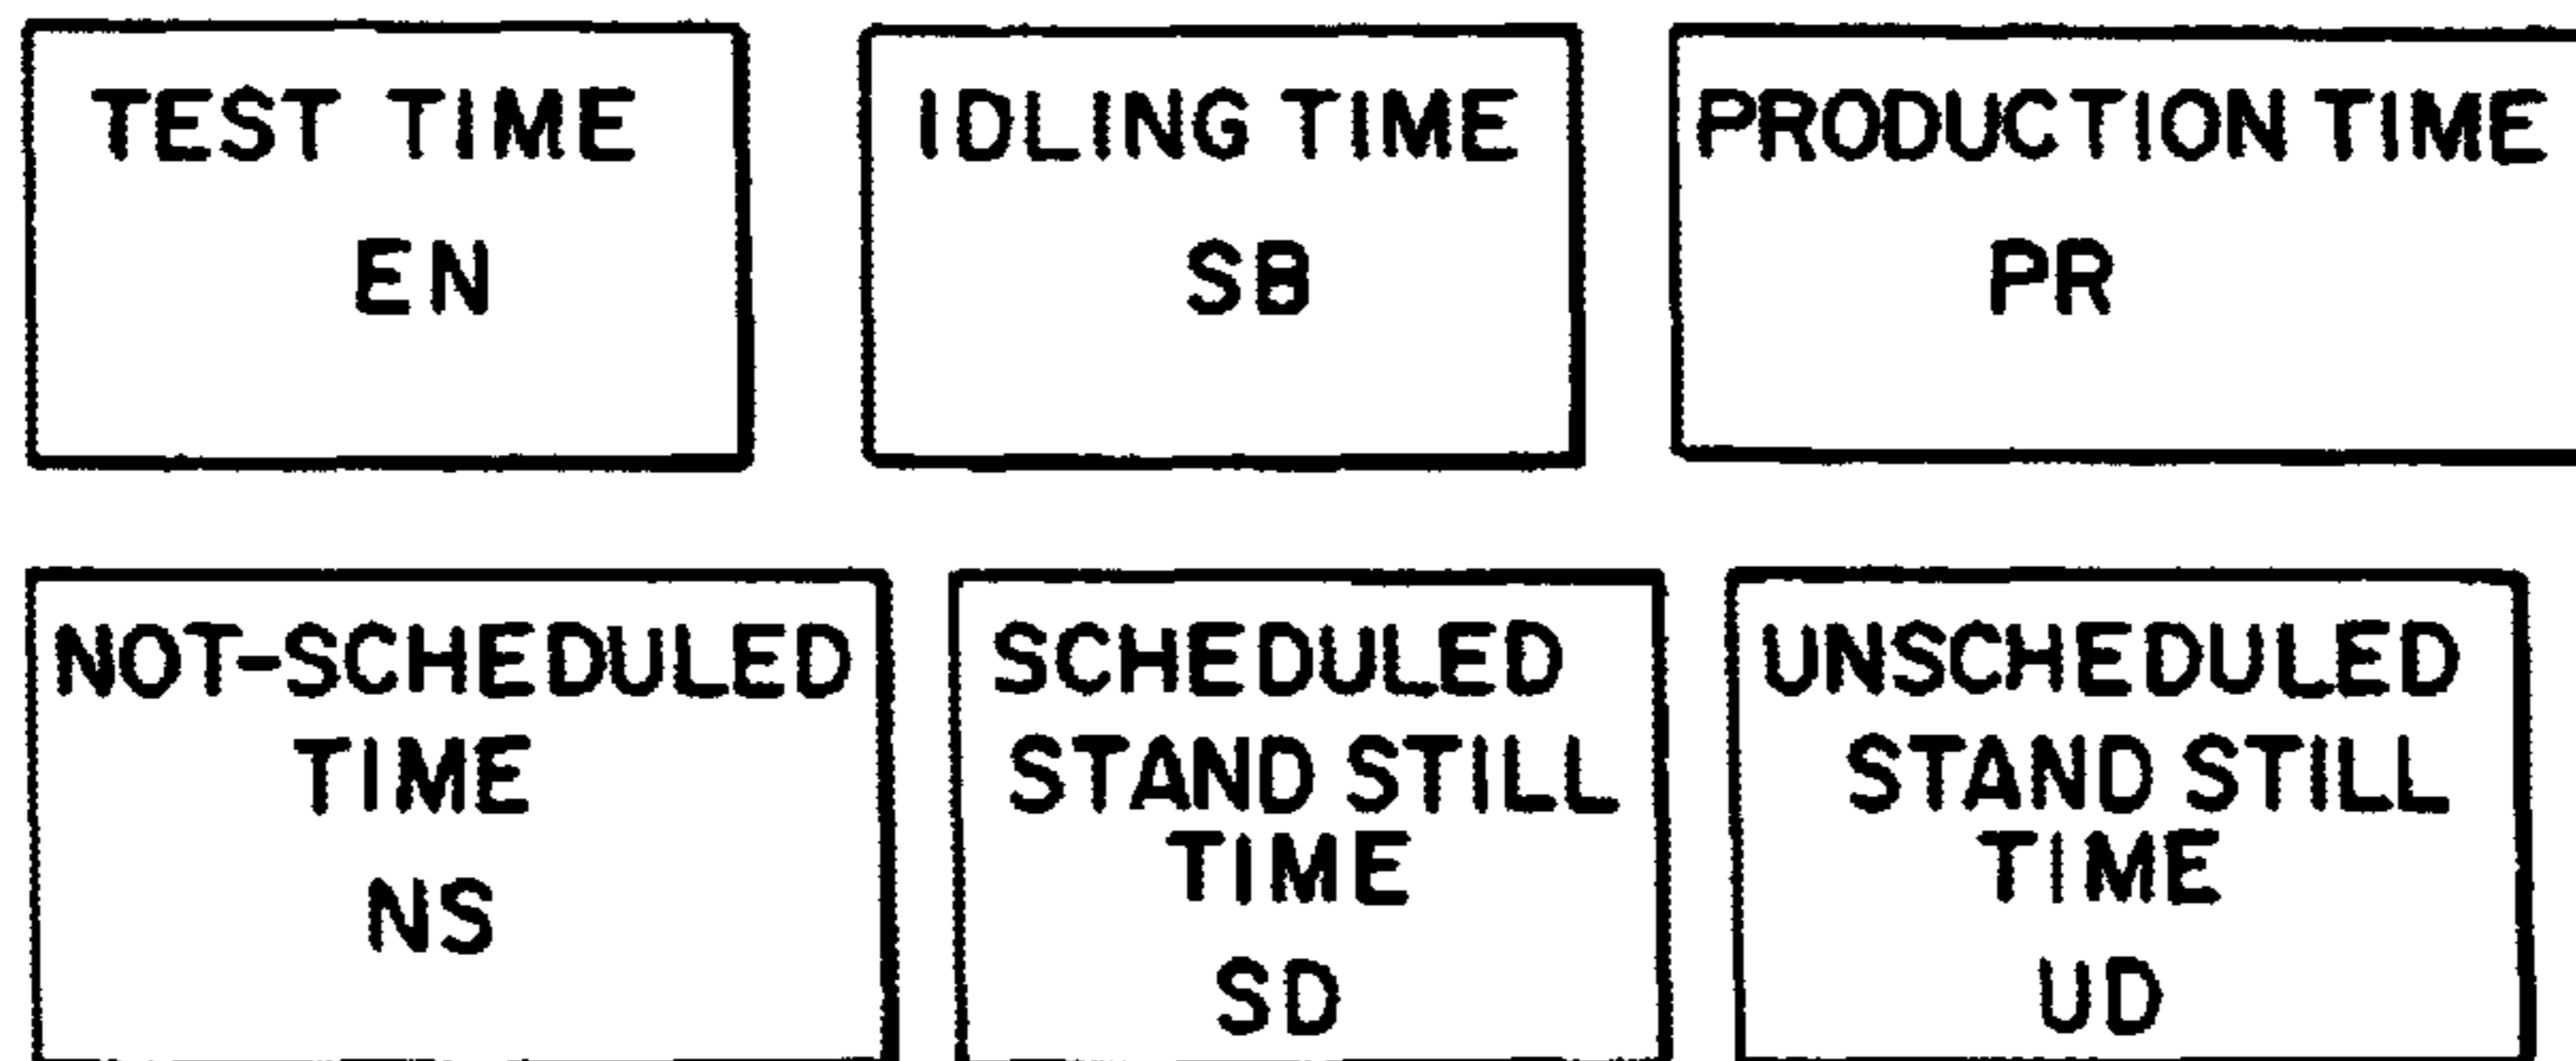 TEST TIME
EN
IDLING TIME
SB
PRODUCTION TIME
PR
NOT-SCHEDULED
TIME
NS
SCHEDULED
STAND STILL
TIME
SD
UNSCHEDULED
STAND STILL
TIME
UD